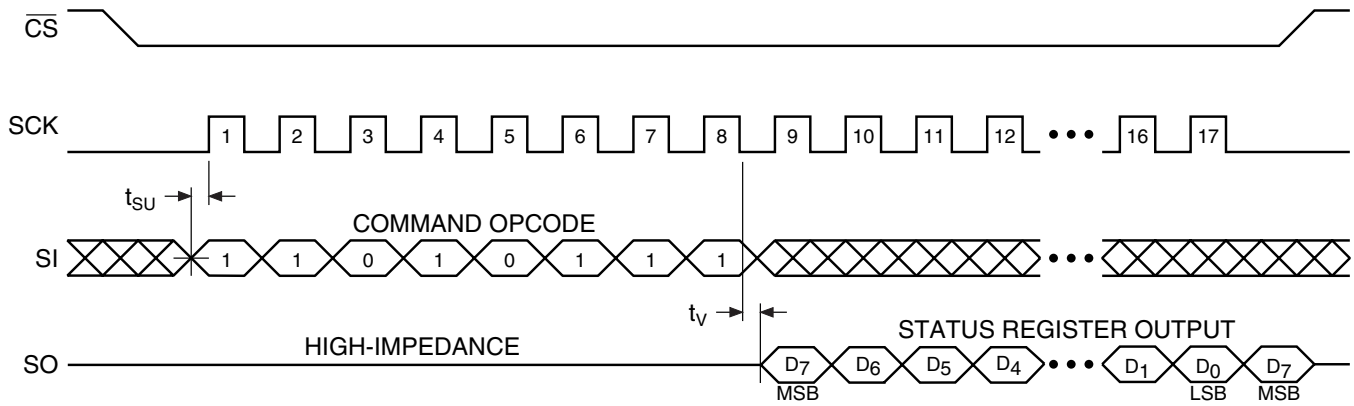 CS
SCK 1 2 3 4 5 6 7 8 9 10 11 12 ••• 16 17
tSU
COMMAND OPCODE
SI 1 1 0 1 0 1 1 1 •••
tV
HIGH-IMPEDANCE STATUS REGISTER OUTPUT
SO D7 D6 D5 D4 ••• D1 D0 D7
MSB LSB MSB